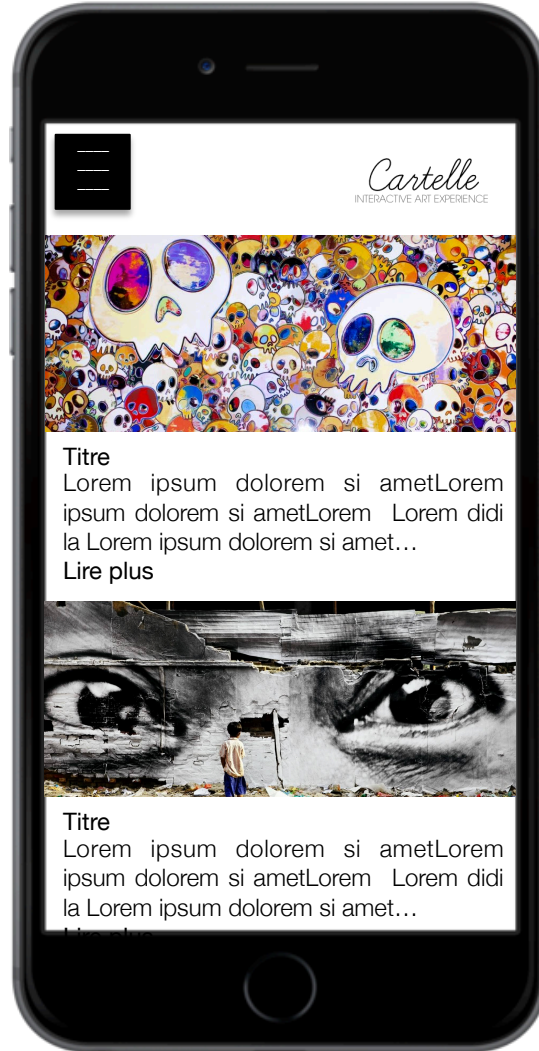 Cartelle
INTERACTIVE ART EXPERIENCE
Titre
Lorem ipsum dolorem si ametLorem
ipsum dolorem si ametLorem Lorem didi
la Lorem ipsum dolorem si amet…
Lire plus
Titre
Lorem ipsum dolorem si ametLorem
ipsum dolorem si ametLorem Lorem didi
la Lorem ipsum dolorem si amet…
Lire plus